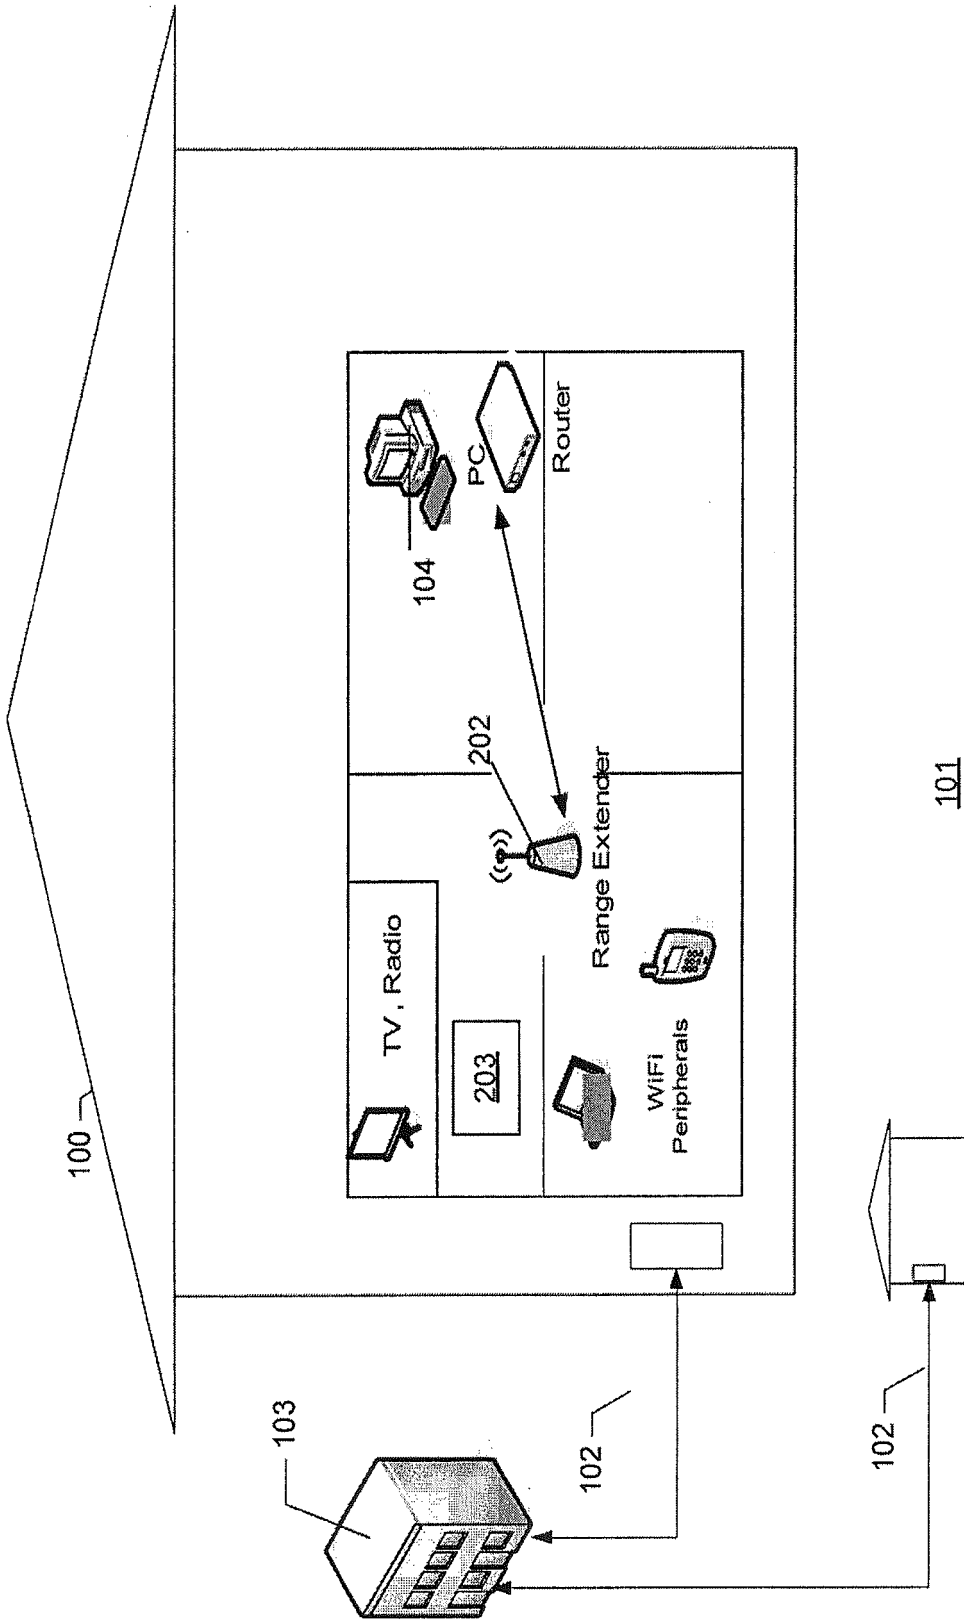 103
102
102
100
TV , Radio
203
WiFi
Peripherals
202
Range Extender
104
PC
Router
101